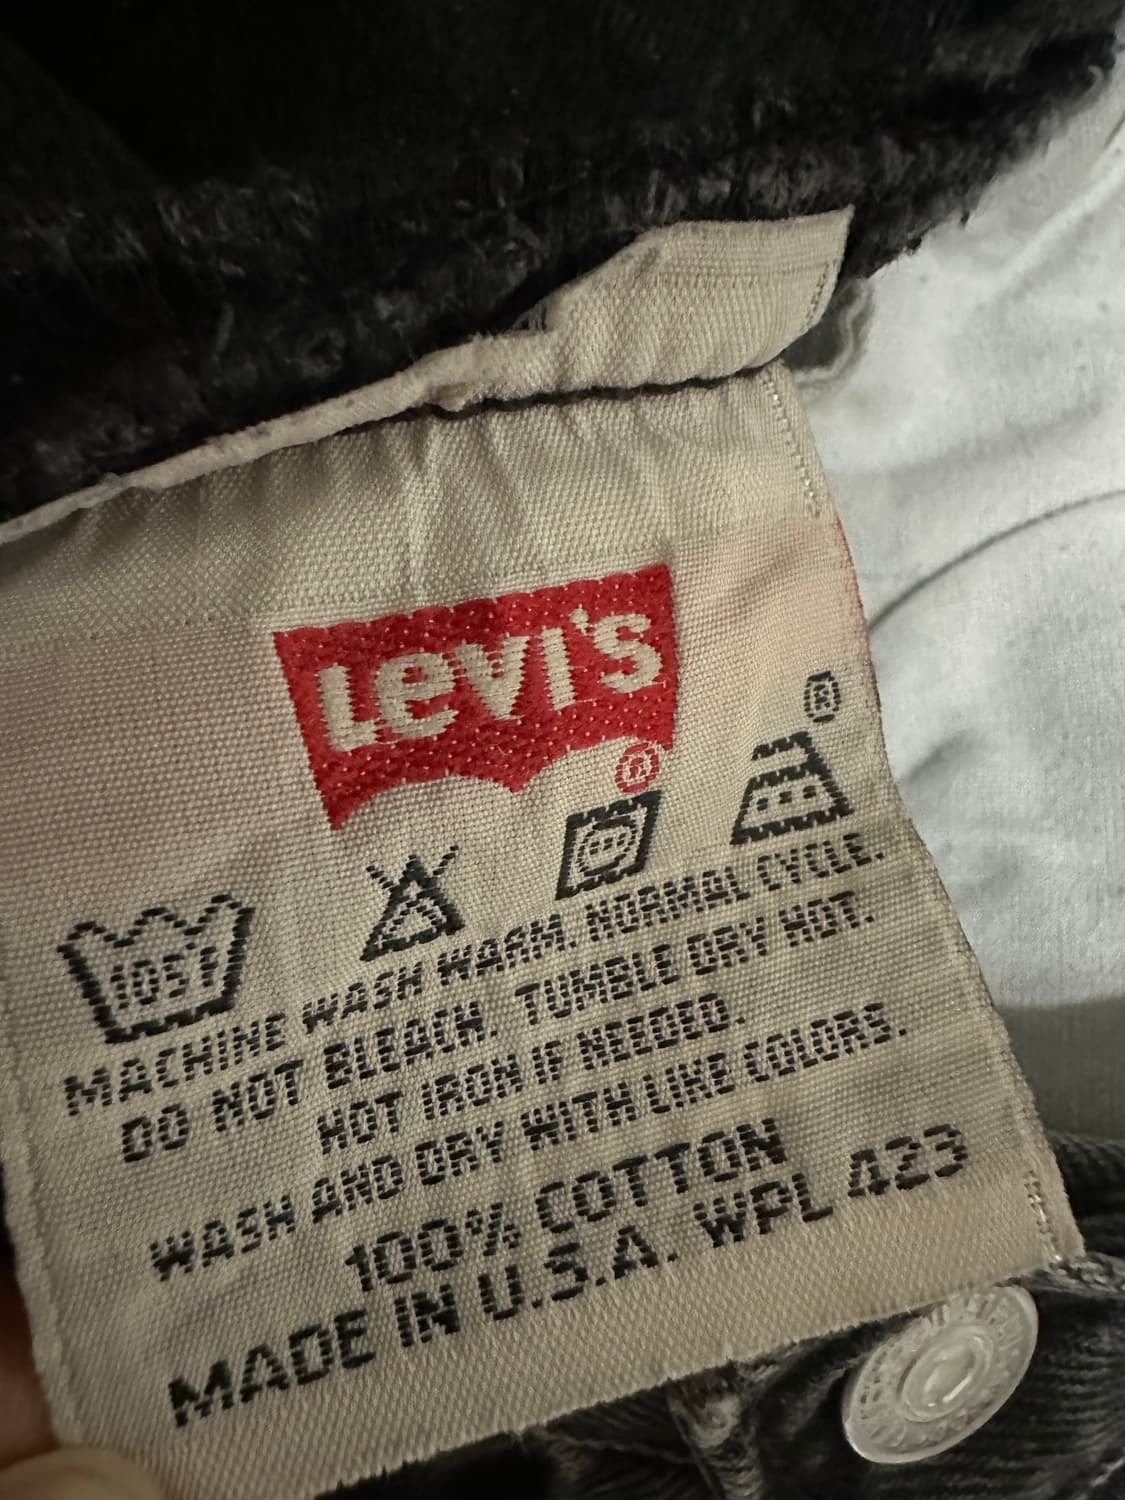 Levi's®
®
105°F
MACHINE WASH WARM. NORMAL CYCLE.
DO NOT BLEACH. TUMBLE DRY HOT.
HOT IRON IF NEEDED.
WASH AND DRY WITH LIKE COLORS.
100% COTTON
MADE IN U.S.A. WPL 423